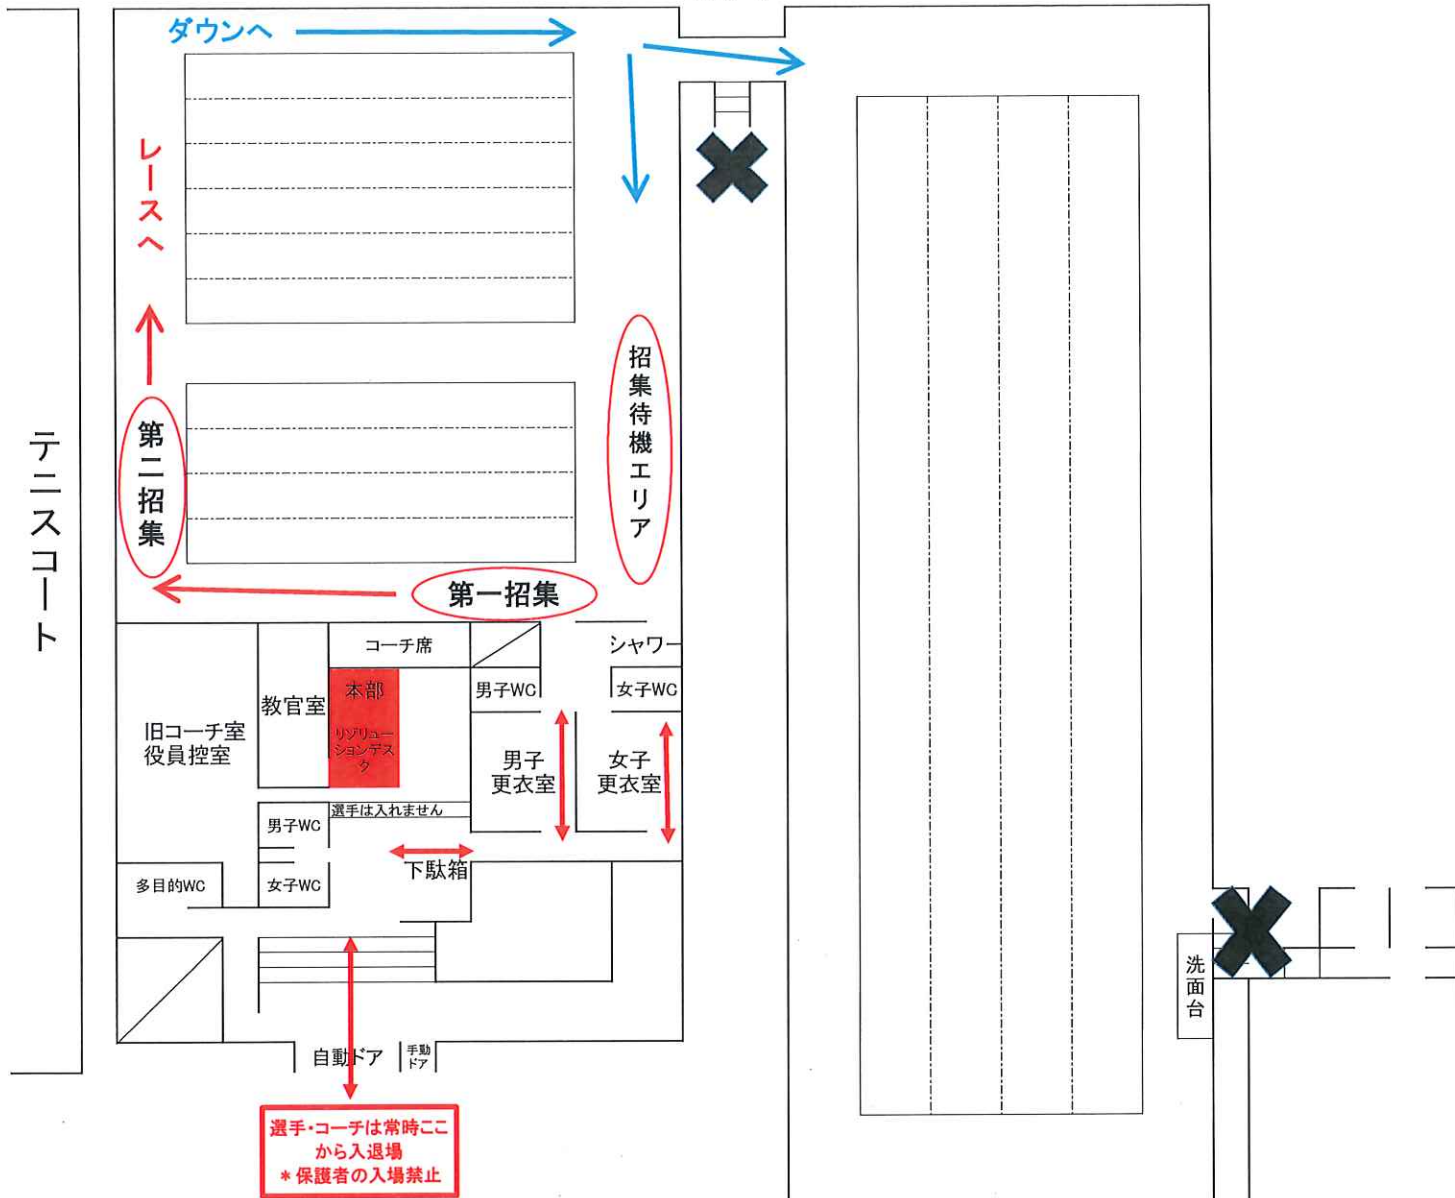 ダウンへ
レースへ
招集待機エリア
第二招集
テニスコート
第一招集
コーチ席
シャワー
本部
男子WC
女子WC
教官室
旧コーチ室
役員控室
リゾリュー
ションデス
ク
男子
更衣室
女子
更衣室
選手は入れません
男子WC
下駄箱
多目的WC
女子WC
洗面台
自動ドア
手動
ドア
選手・コーチは常時ここ
から入退場
＊保護者の入場禁止